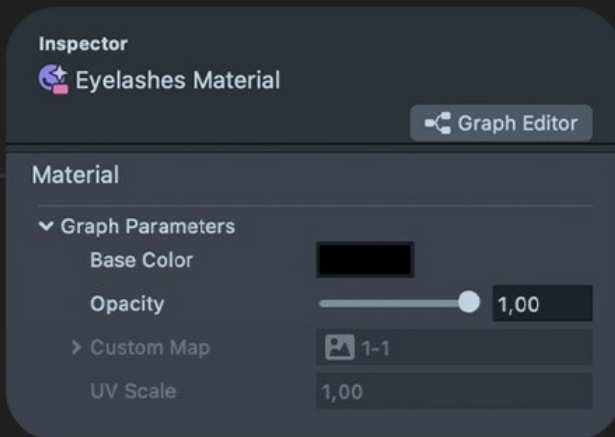 Inspector
Eyelashes Material
Graph Editor
Material
Graph Parameters
Base Color
Opacity 1,00
Custom Map 1-1
UV Scale 1,00